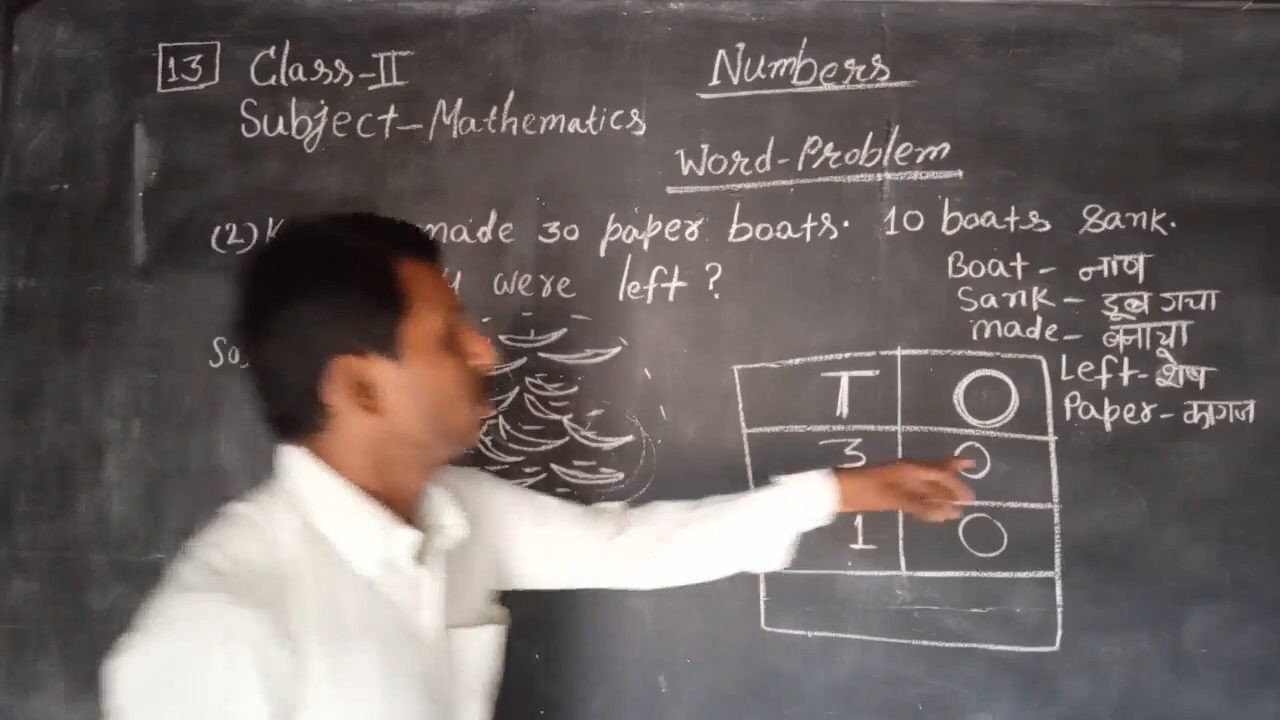 13 Class-II
Subject-Mathematics
Numbers
Word-Problem
(2) made 30 paper boats. 10 boats sank.
were left?
Boat - नाव
Sank - डूब गया
made - बनाया
Left - शेष
Paper - कागज
T O
3 0
1 0